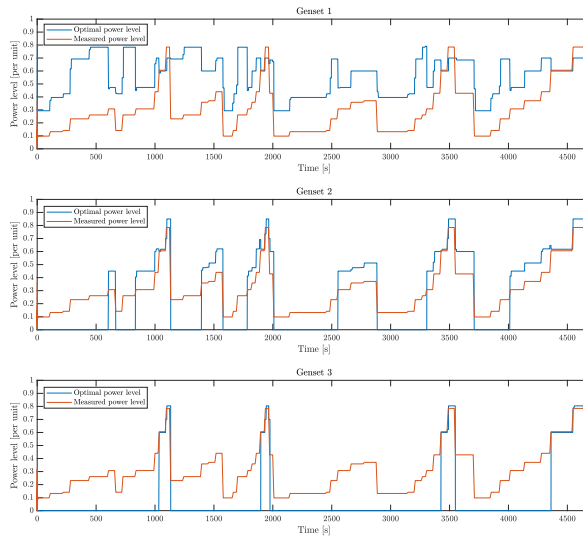 Genset 1
Power level [per unit]
1
0.9
0.8
0.7
0.6
0.5
0.4
0.3
0.2
0.1
0
Optimal power level
Measured power level
0 500 1000 1500 2000 2500 3000 3500 4000 4500
Time [s]
Genset 2
Power level [per unit]
1
0.9
0.8
0.7
0.6
0.5
0.4
0.3
0.2
0.1
0
Optimal power level
Measured power level
0 500 1000 1500 2000 2500 3000 3500 4000 4500
Time [s]
Genset 3
Power level [per unit]
1
0.9
0.8
0.7
0.6
0.5
0.4
0.3
0.2
0.1
0
Optimal power level
Measured power level
0 500 1000 1500 2000 2500 3000 3500 4000 4500
Time [s]